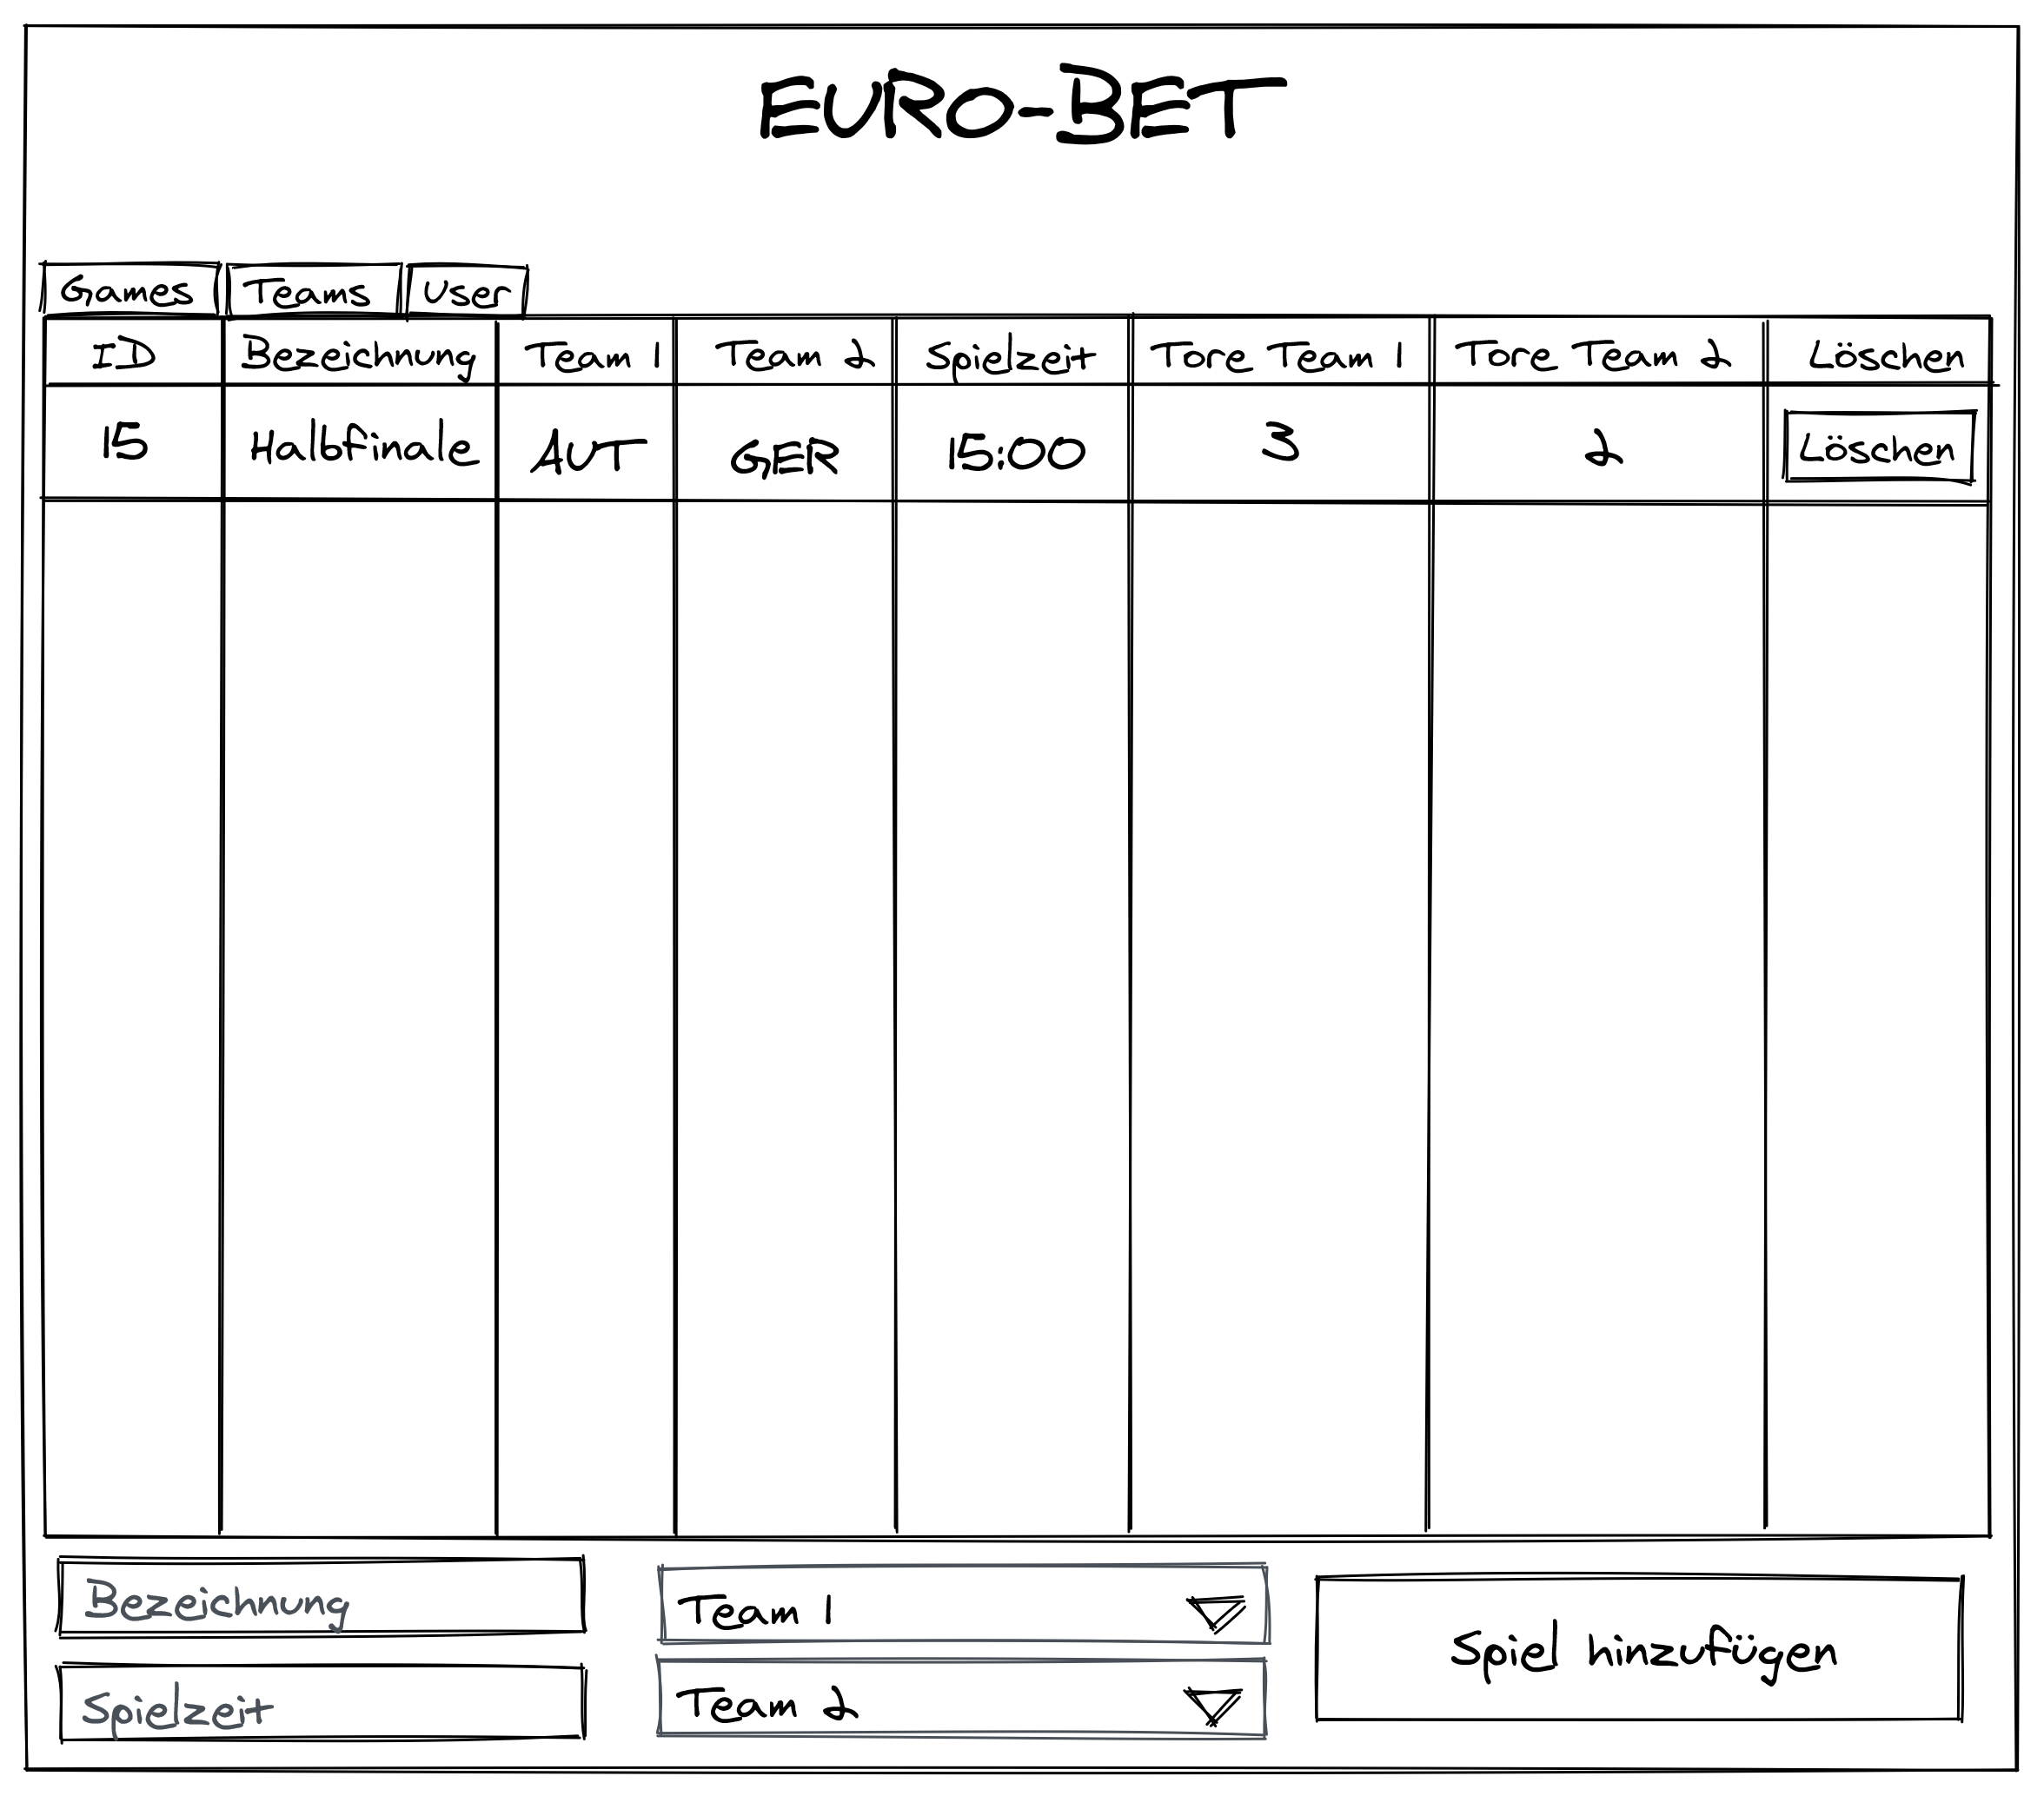 EURO-BET
Games Teams User
ID Bezeichnung Team 1 Team 2 Spielzeit Tore Team 1 Tore Team 2 Löschen
15 Halbfinale AUT GER 15:00 3 2 Löschen
Bezeichnung Team 1
Spiel hinzufügen
Spielzeit Team 2